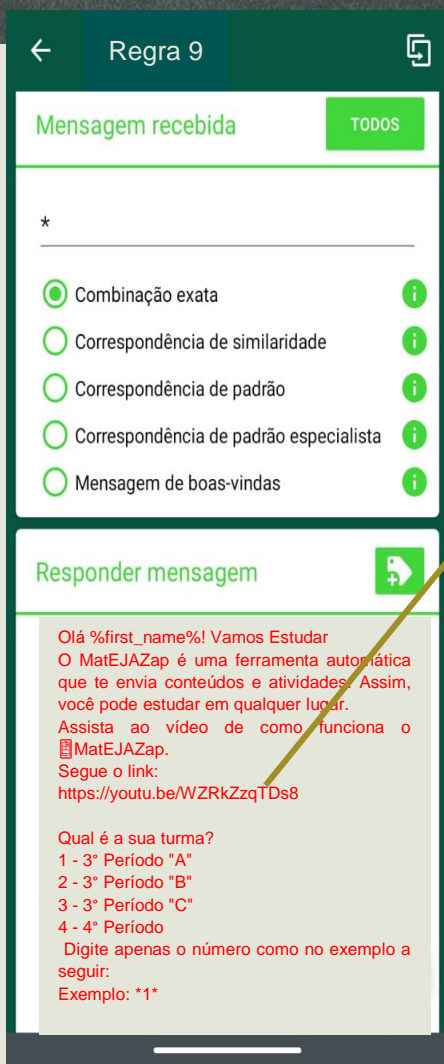 Regra 9
Mensagem recebida
TODOS
*
Combinação exata
Correspondência de similaridade
Correspondência de padrão
Correspondência de padrão especialista
Mensagem de boas-vindas
Responder mensagem
Olá %first_name%! Vamos Estudar
O MatEJAZap é uma ferramenta automática
que te envia conteúdos e atividades. Assim,
você pode estudar em qualquer lugar.
Assista ao vídeo de como funciona o
📱MatEJAZap.
Segue o link:
https://youtu.be/WZRkZzqTDs8
Qual é a sua turma?
1 - 3° Período "A"
2 - 3° Período "B"
3 - 3° Período "C"
4 - 4° Período
Digite apenas o número como no exemplo a
seguir:
Exemplo: *1*